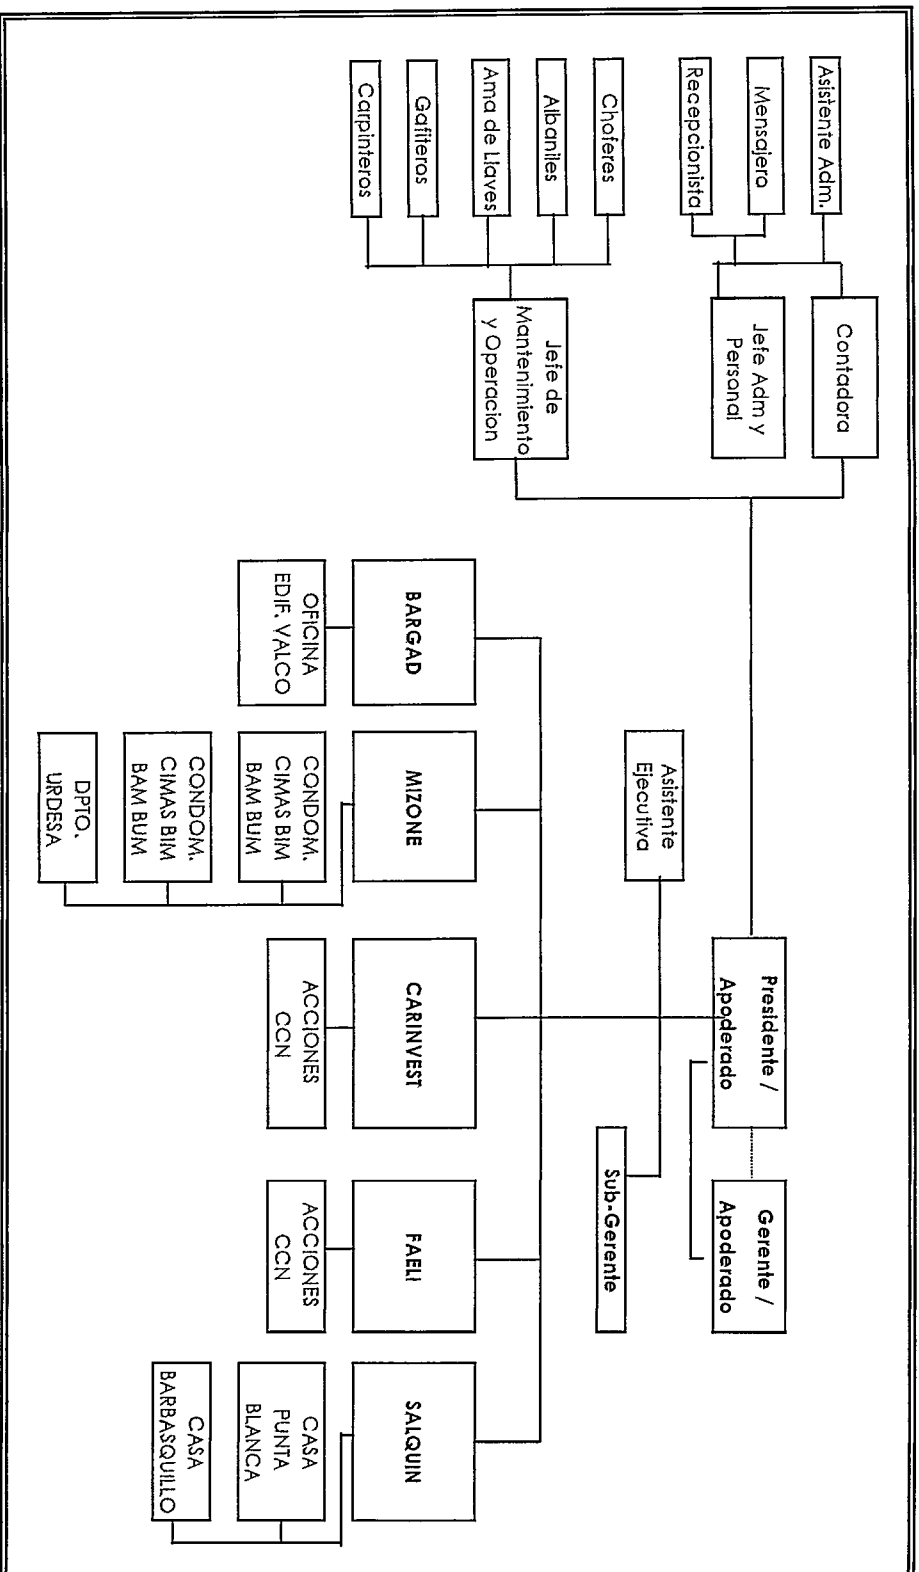 Presidente /
Apoderado
Gerente /
Apoderado
Asistente
Ejecutiva
Sub-Gerente
Contadora
Jefe Adm y
Personal
Jefe de
Mantenimiento
y Operacion
Asistente Adm.
Mensajero
Recepcionista
Choferes
Albaniles
Ama de Llaves
Gafiteros
Carpinteros
BARGAD
MIZONE
CARINVEST
FAELI
SALQUIN
OFICINA
EDIF. VALCO
CONDOM.
CIMAS BIM
BAM BUM
CONDOM.
CIMAS BIM
BAM BUM
DPTO.
URDESA
ACCIONES
CCN
ACCIONES
CCN
CASA
PUNTA
BLANCA
CASA
BARBASQUILLO